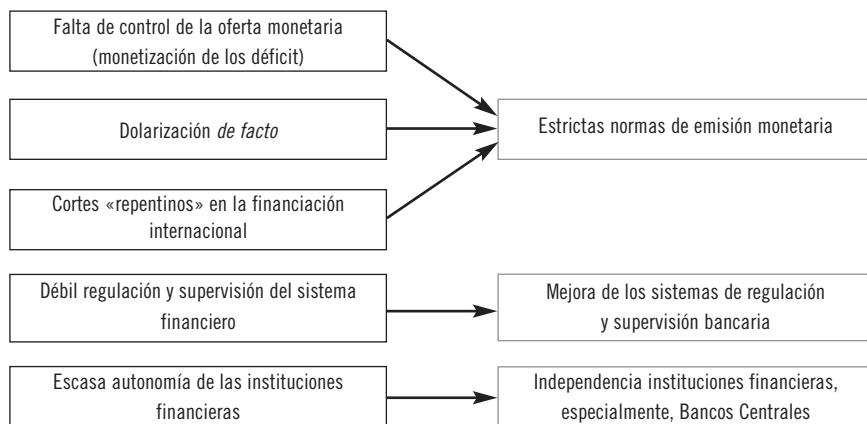 Falta de control de la oferta monetaria
(monetización de los déficit)
Dolarización de facto
Estrictas normas de emisión monetaria
Cortes «repentinos» en la financiación
internacional
Débil regulación y supervisión del sistema
financiero
Mejora de los sistemas de regulación
y supervisión bancaria
Escasa autonomía de las instituciones
financieras
Independencia instituciones financieras,
especialmente, Bancos Centrales